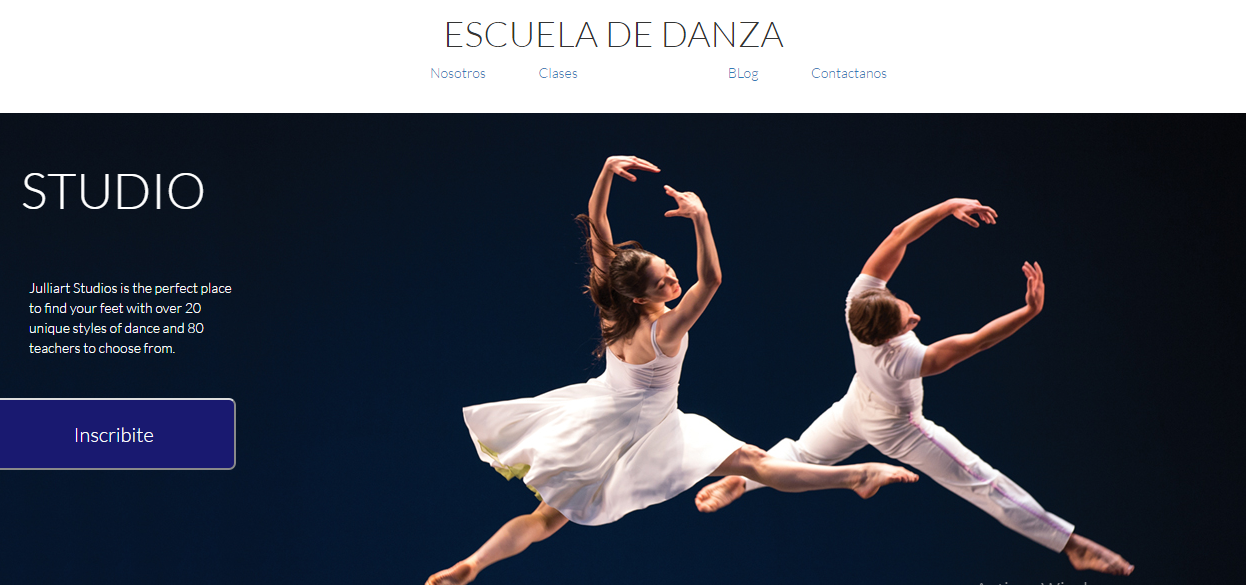 ESCUELA DE DANZA
Nosotros Clases BLog Contactanos
STUDIO
Julliart Studios is the perfect place
to find your feet with over 20
unique styles of dance and 80
teachers to choose from.
Inscribite